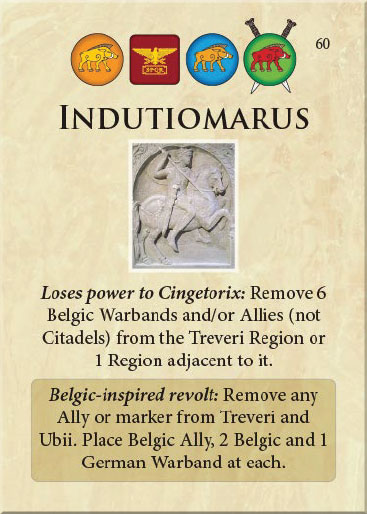 SPQR
60
INDUTIOMARUS
Loses power to Cingetorix: Remove 6
Belgic Warbands and/or Allies (not
Citadels) from the Treveri Region or
1 Region adjacent to it.
Belgic-inspired revolt: Remove any
Ally or marker from Treveri and
Ubii. Place Belgic Ally, 2 Belgic and 1
German Warband at each.